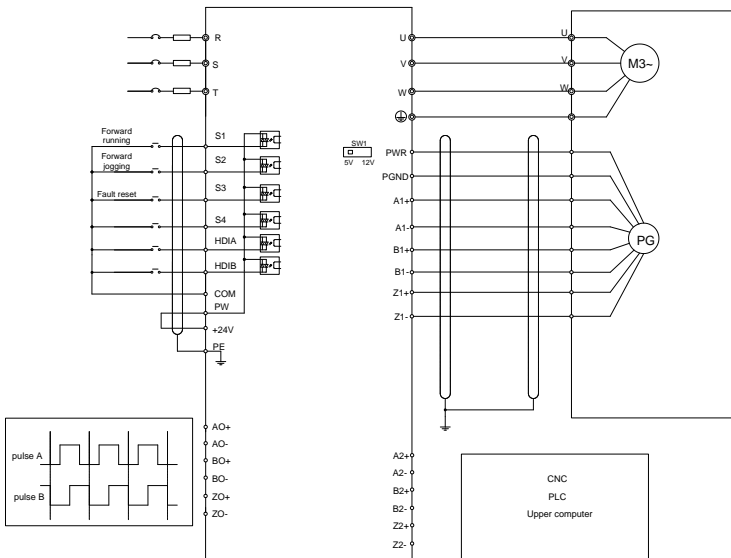 R
S
T
Forward
running
Forward
jogging
Fault reset
S1
S2
S3
S4
HDIA
HDIB
COM
PW
+24V
PE
SW1
5V 12V
U
V
W
PWR
PGND
A1+
A1-
B1+
B1-
Z1+
Z1-
U
V
W
M3~
PG
pulse A
pulse B
AO+
AO-
BO+
BO-
ZO+
ZO-
A2+
A2-
B2+
B2-
Z2+
Z2-
CNC
PLC
Upper computer